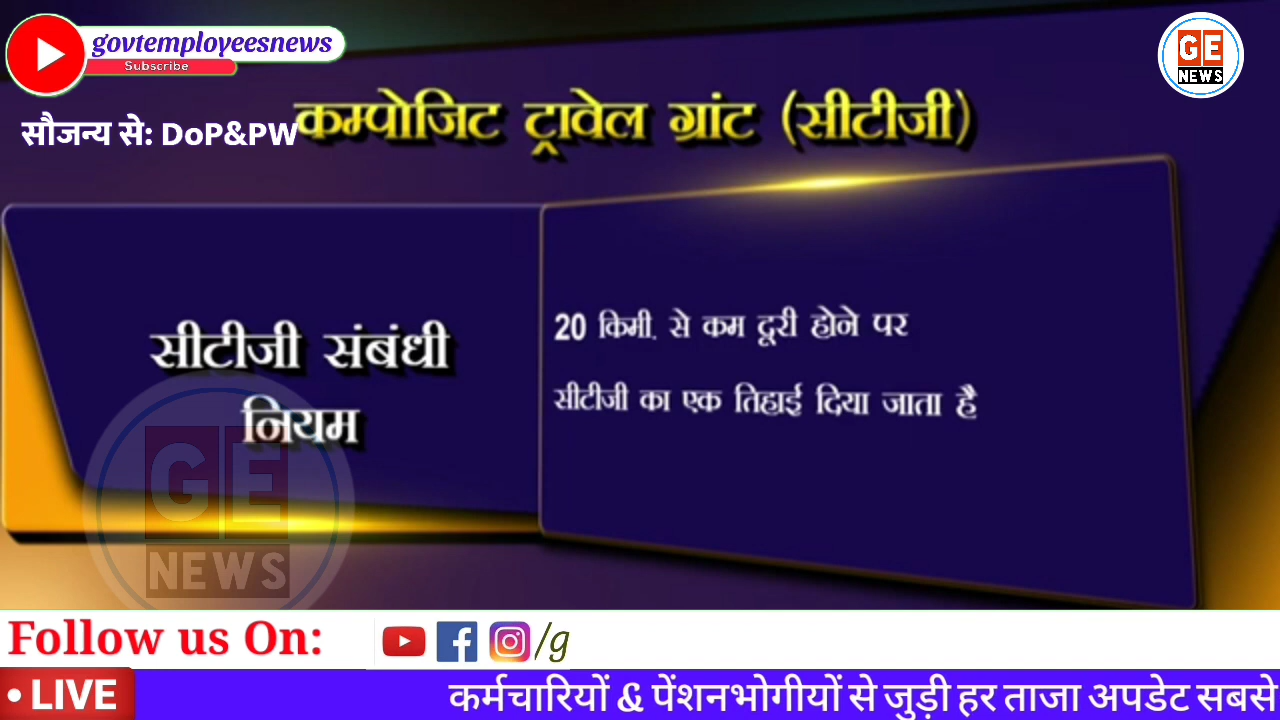 govtemployeesnews
Subscribe
GE
NEWS
सौजन्य से: DoP&PW
कम्पोजिट ट्रावेल ग्रांट (सीटीजी)
सीटीजी संबंधी
नियम
20 किमी. से कम दूरी होने पर
सीटीजी का एक तिहाई दिया जाता है
GE
NEWS
Follow us On:
/g
• LIVE
कर्मचारियों & पेंशनभोगीयों से जुड़ी हर ताजा अपडेट सबसे